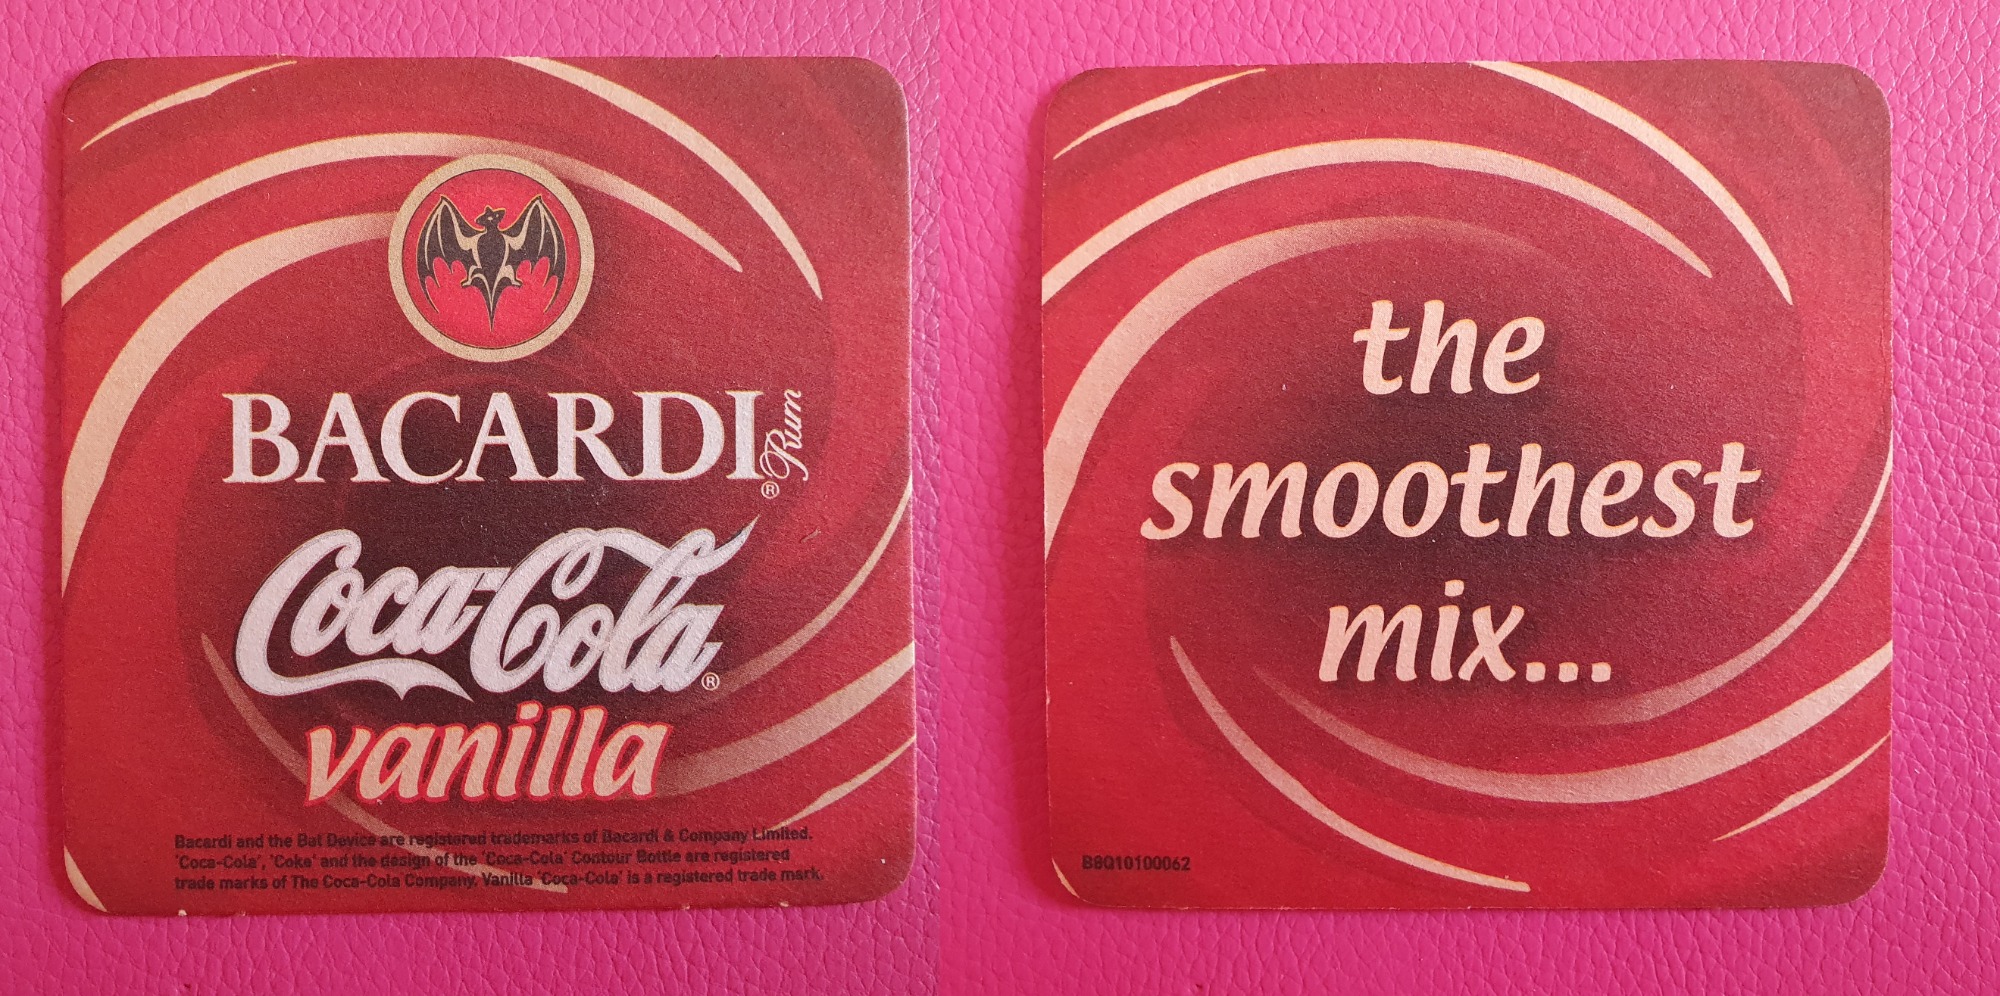 BACARDI Rum
®
Coca-Cola
®
vanilla
Bacardi and the Bat Device are registered trademarks of Bacardi & Company Limited.
'Coca-Cola', 'Coke' and the design of the 'Coca-Cola' Contour Bottle are registered
trade marks of The Coca-Cola Company. Vanilla 'Coca-Cola' is a registered trade mark.
the
smoothest
mix...
B8Q10100062